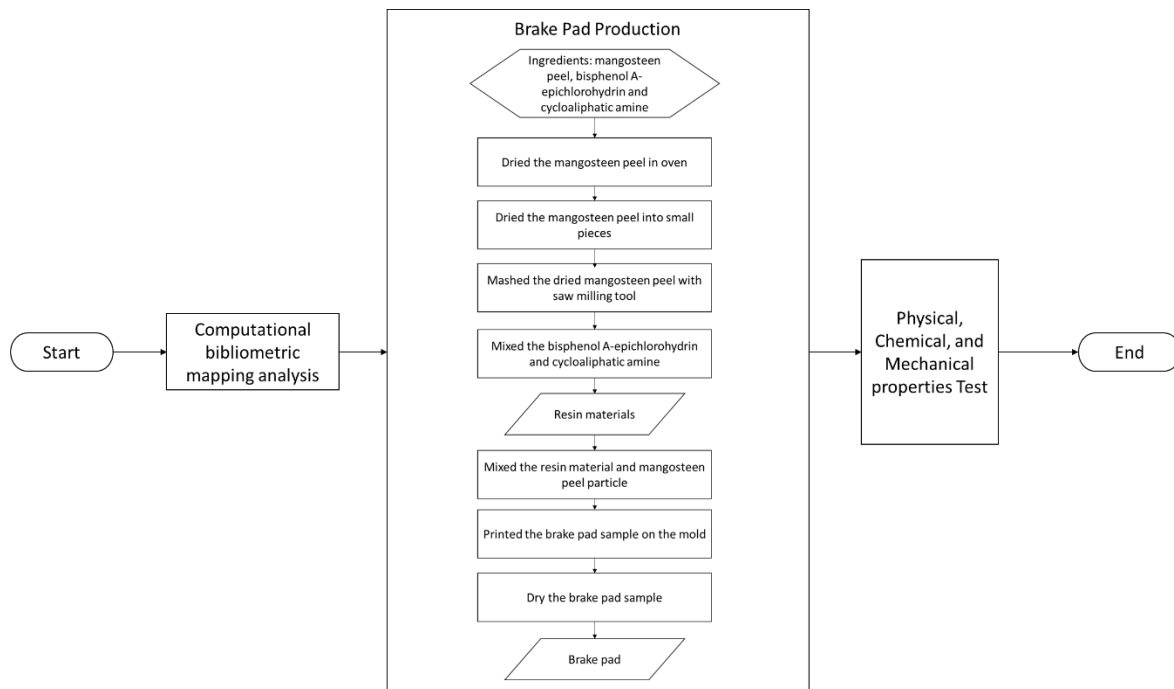 Start
Computational
bibliometric
mapping analysis
Brake Pad Production
Ingredients: mangosteen
peel, bisphenol A-
epichlorohydrin and
cycloaliphatic amine
Dried the mangosteen peel in oven
Dried the mangosteen peel into small
pieces
Mashed the dried mangosteen peel with
saw milling tool
Mixed the bisphenol A-epichlorohydrin
and cycloaliphatic amine
Resin materials
Mixed the resin material and mangosteen
peel particle
Printed the brake pad sample on the mold
Dry the brake pad sample
Brake pad
Physical,
Chemical, and
Mechanical
properties Test
End